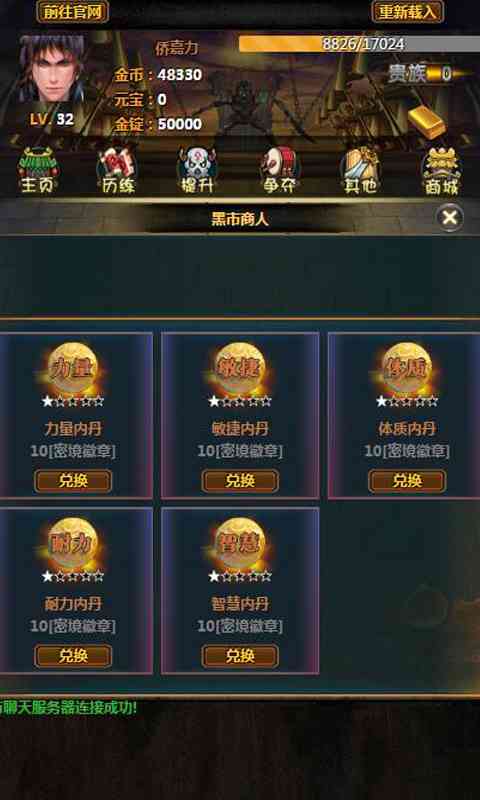 前往官网 重新载入
侨嘉力 8826/17024
金币：48330 贵族 0
元宝：0
LV. 32 金锭：50000
主页 历练 提升 争夺 其他 商城
黑市商人
力量 敏捷 体质
力量内丹 敏捷内丹 体质内丹
10[密境徽章] 10[密境徽章] 10[密境徽章]
兑换 兑换 兑换
耐力 智慧
耐力内丹 智慧内丹
10[密境徽章] 10[密境徽章]
兑换 兑换
聊天服务器连接成功!